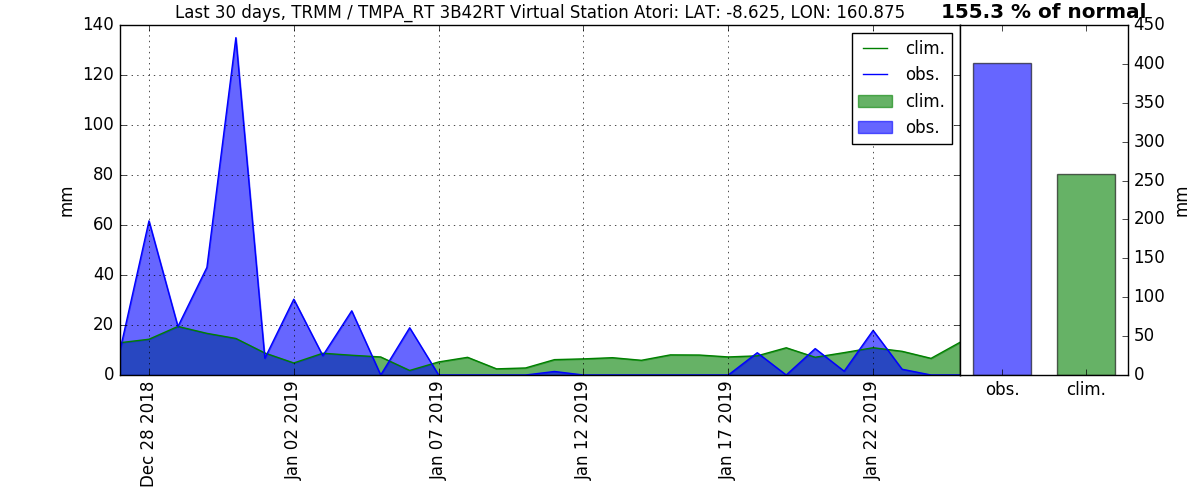 Last 30 days, TRMM / TMPA_RT 3B42RT Virtual Station Atori: LAT: -8.625, LON: 160.875
155.3 % of normal
140
120
100
80
60
40
20
0
mm
clim.
obs.
clim.
obs.
450
400
350
300
250
200
150
100
50
0
mm
obs.
clim.
Dec 28 2018
Jan 02 2019
Jan 07 2019
Jan 12 2019
Jan 17 2019
Jan 22 2019